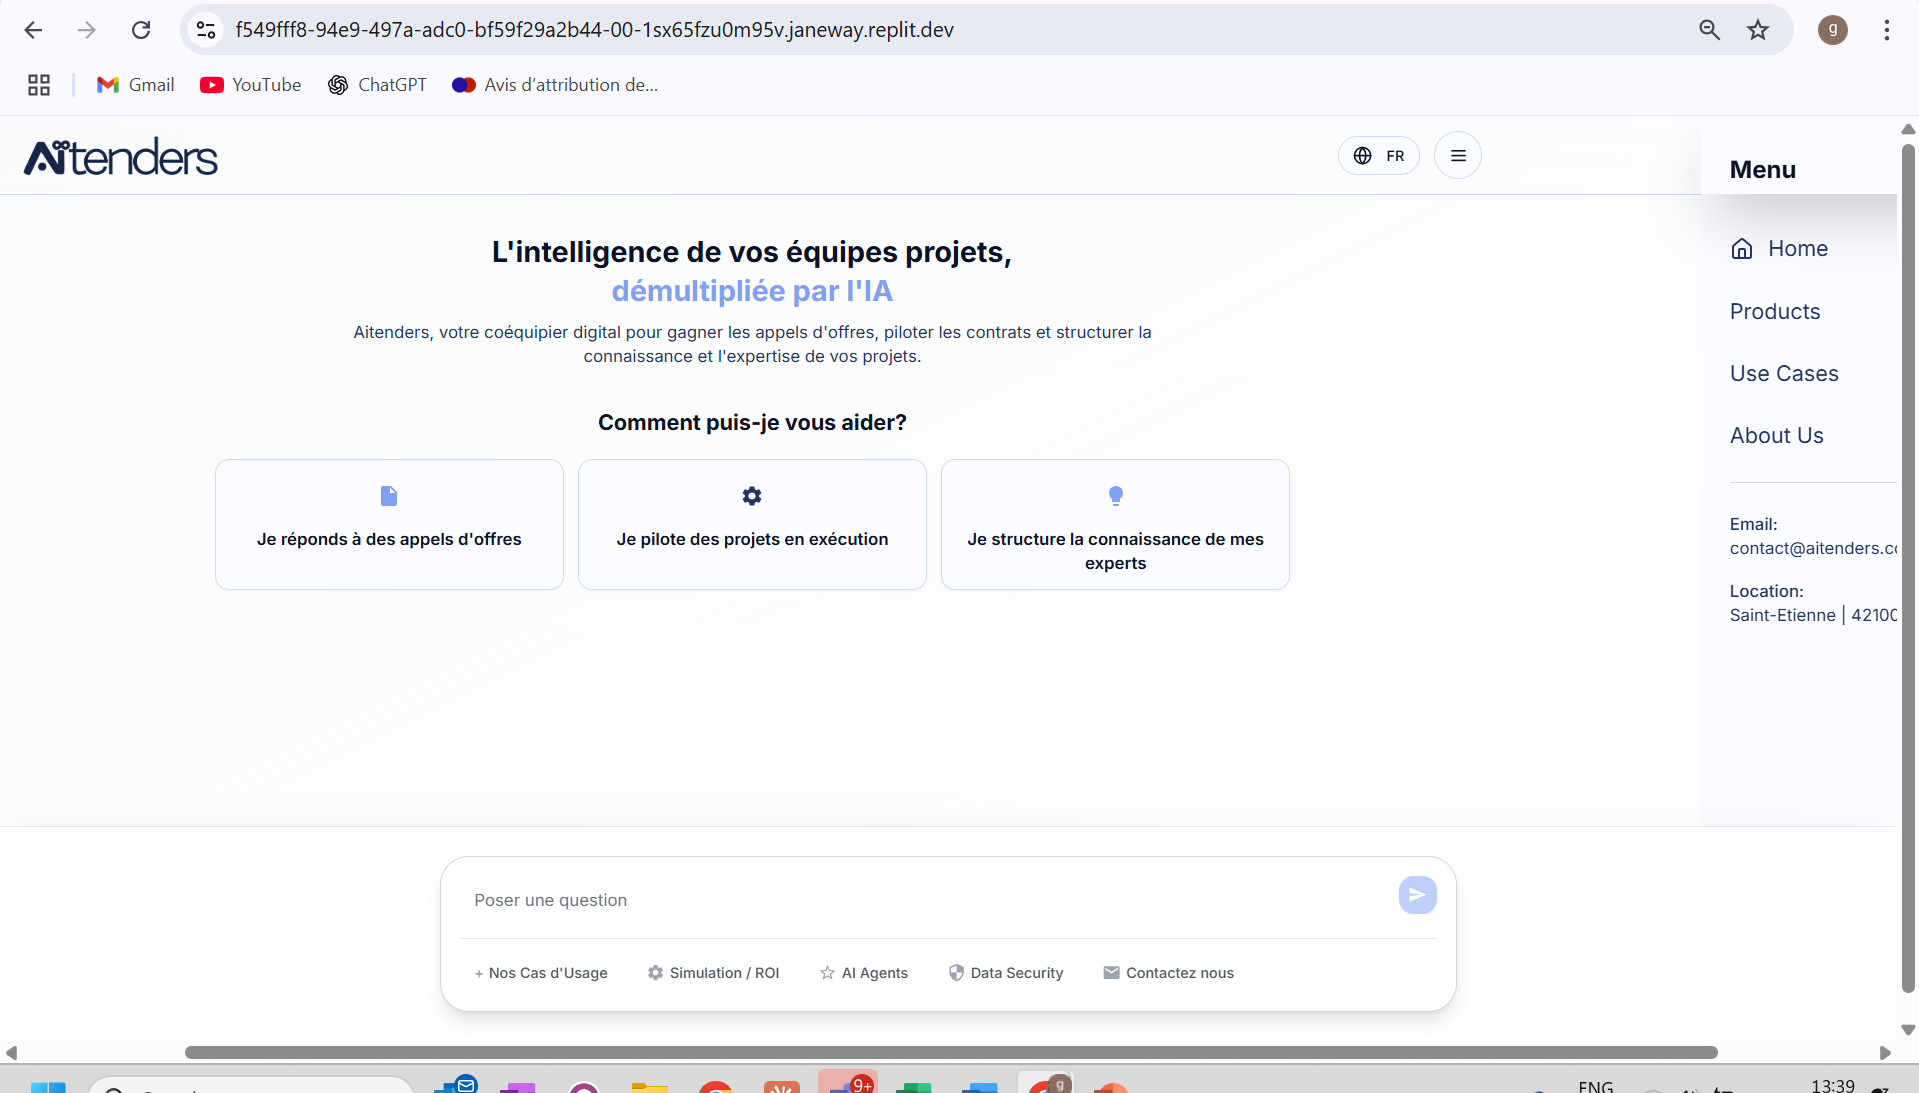 f549fff8-94e9-497a-adc0-bf59f29a2b44-00-1sx65fzu0m95v.janeway.replit.dev
g
Gmail
YouTube
ChatGPT
Avis d'attribution de...
Aitenders
FR
Menu
L'intelligence de vos équipes projets,
démultipliée par l'IA
Aitenders, votre coéquipier digital pour gagner les appels d'offres, piloter les contrats et structurer la
connaissance et l'expertise de vos projets.
Comment puis-je vous aider?
Je réponds à des appels d'offres
Je pilote des projets en exécution
Je structure la connaissance de mes
experts
Home
Products
Use Cases
About Us
Email:
contact@aitenders.co
Location:
Saint-Etienne | 42100
Poser une question
+ Nos Cas d'Usage
Simulation / ROI
AI Agents
Data Security
Contactez nous
9+
g
ENG
13:39